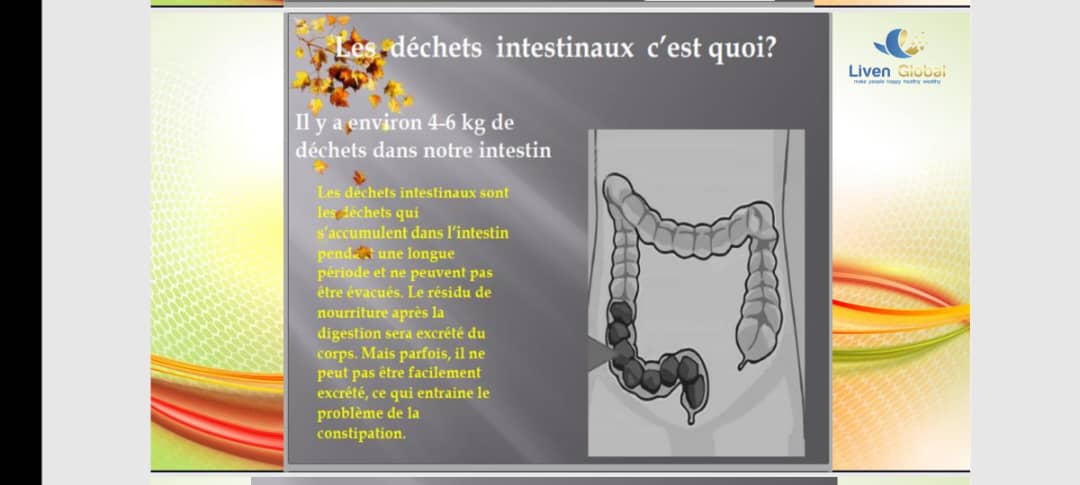 Les déchets intestinaux c'est quoi?
Liven Global
make people happy healthy wealthy
Il y a environ 4-6 kg de
déchets dans notre intestin
Les déchets intestinaux sont
les déchets qui
s'accumulent dans l'intestin
pendant une longue
période et ne peuvent pas
être évacués. Le résidu de
nourriture après la
digestion sera excrété du
corps. Mais parfois, il ne
peut pas être facilement
excrété, ce qui entraine le
problème de la
constipation.